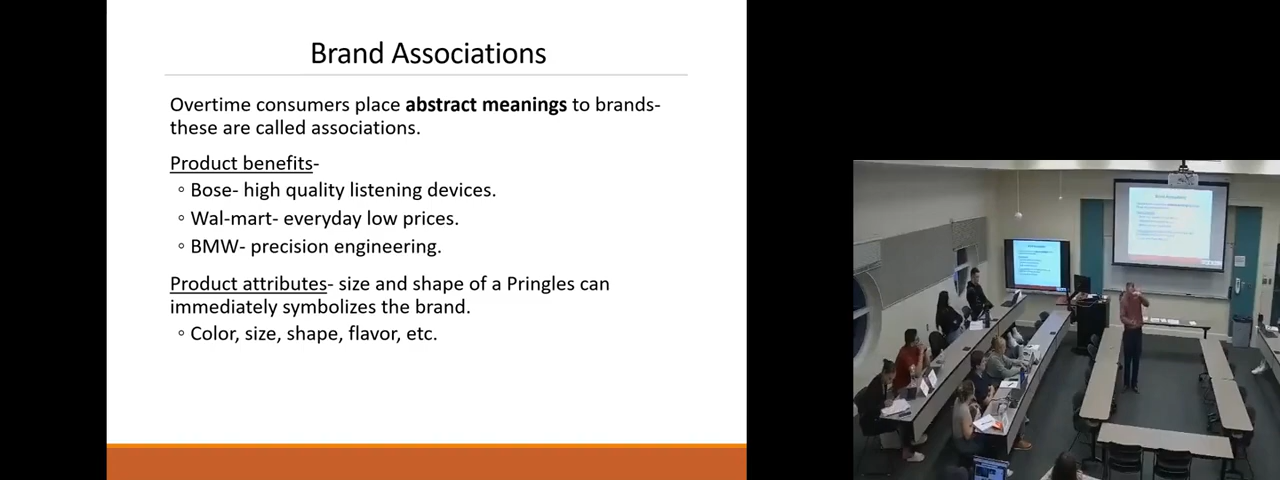 Brand Associations
Overtime consumers place abstract meanings to brands-
these are called associations.
Product benefits-
◦ Bose- high quality listening devices.
◦ Wal-mart- everyday low prices.
◦ BMW- precision engineering.
Product attributes- size and shape of a Pringles can
immediately symbolizes the brand.
◦ Color, size, shape, flavor, etc.